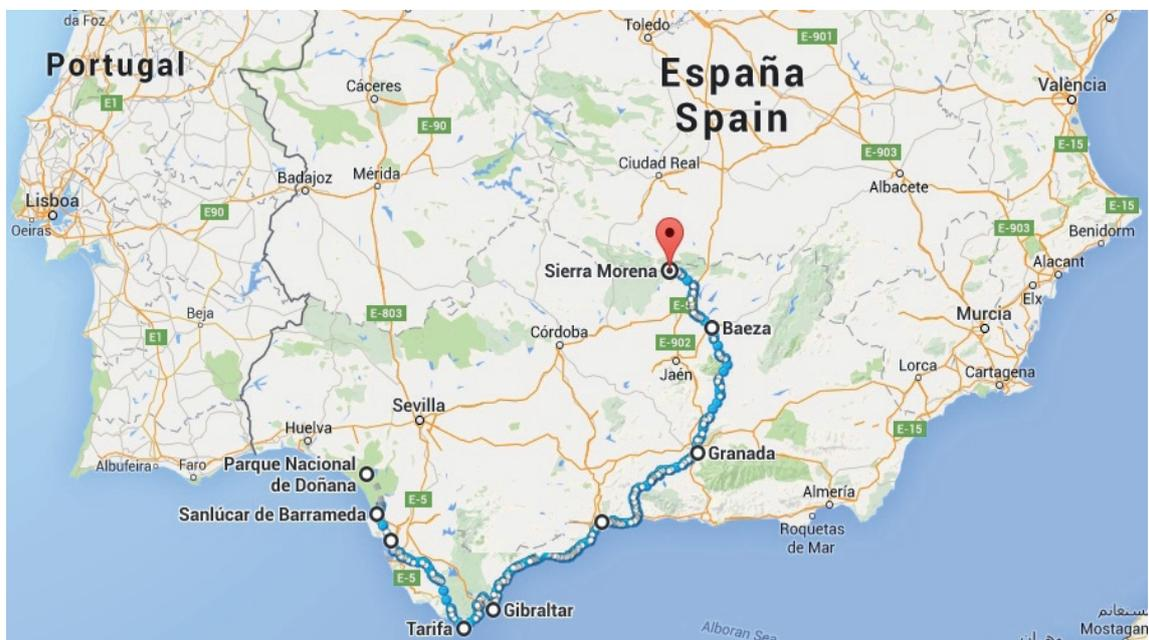 da Foz
Toledo
E-901
Portugal
España
Spain
València
Cáceres
E1
E-90
E-15
E-903
Ciudad Real
Badajoz
Mérida
Albacete
Lisboa
Oeiras
E90
E-15
E-903
Benidorm
Sierra Morena
Alacant
Elx
Beja
E-803
Murcia
E1
Córdoba
Baeza
E-902
Jaén
Lorca
Cartagena
Sevilla
Huelva
E-15
Albufeira
Faro
Parque Nacional
de Doñana
Granada
E-5
Almería
Sanlúcar de Barrameda
Roquetas
de Mar
E-5
Gibraltar
Tarifa
Alboran Sea
مستغانم
Mostagan